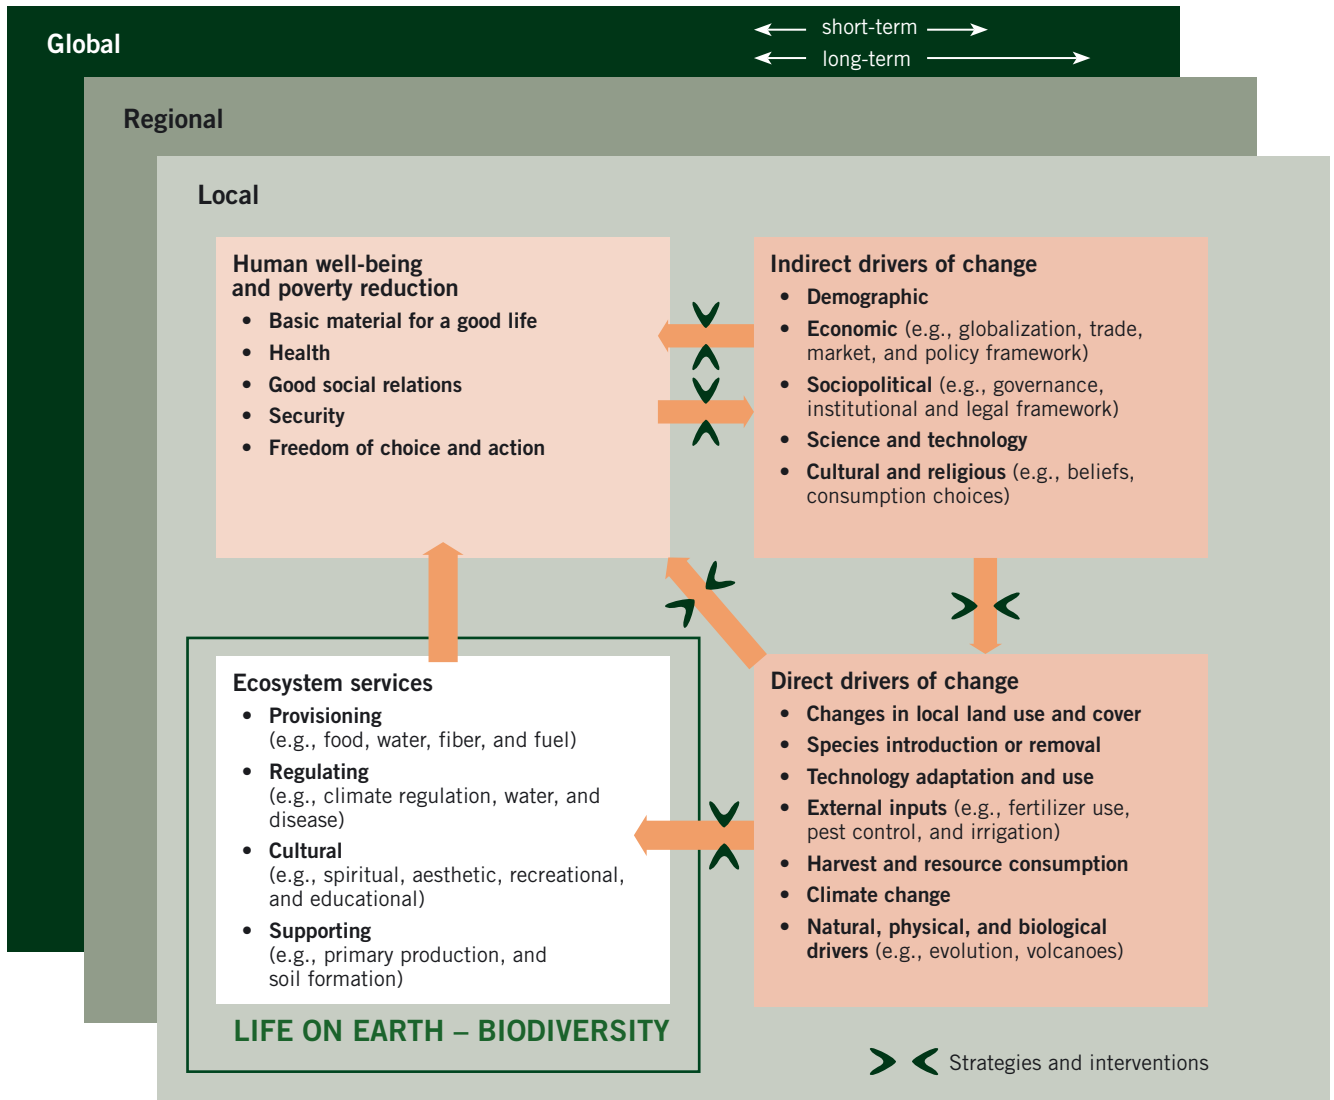 Global
short-term
long-term
Regional
Local
Human well-being
and poverty reduction
• Basic material for a good life
• Health
• Good social relations
• Security
• Freedom of choice and action
Indirect drivers of change
• Demographic
• Economic (e.g., globalization, trade,
market, and policy framework)
• Sociopolitical (e.g., governance,
institutional and legal framework)
• Science and technology
• Cultural and religious (e.g., beliefs,
consumption choices)
Ecosystem services
• Provisioning
(e.g., food, water, fiber, and fuel)
• Regulating
(e.g., climate regulation, water, and
disease)
• Cultural
(e.g., spiritual, aesthetic, recreational,
and educational)
• Supporting
(e.g., primary production, and
soil formation)
LIFE ON EARTH – BIODIVERSITY
Direct drivers of change
• Changes in local land use and cover
• Species introduction or removal
• Technology adaptation and use
• External inputs (e.g., fertilizer use,
pest control, and irrigation)
• Harvest and resource consumption
• Climate change
• Natural, physical, and biological
drivers (e.g., evolution, volcanoes)
Strategies and interventions